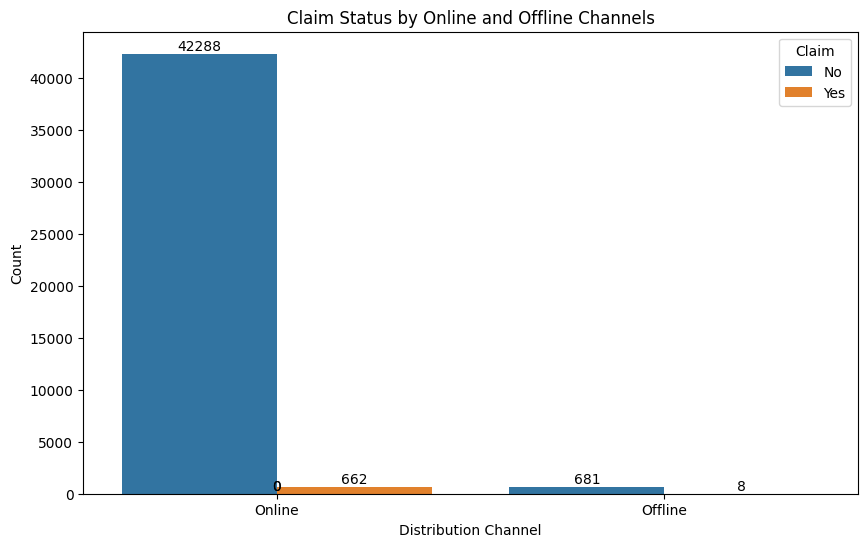 Claim Status by Online and Offline Channels
42288
Claim
No
Yes
40000
35000
30000
25000
20000
15000
10000
5000
0
Count
0
662
681
8
Online
Offline
Distribution Channel